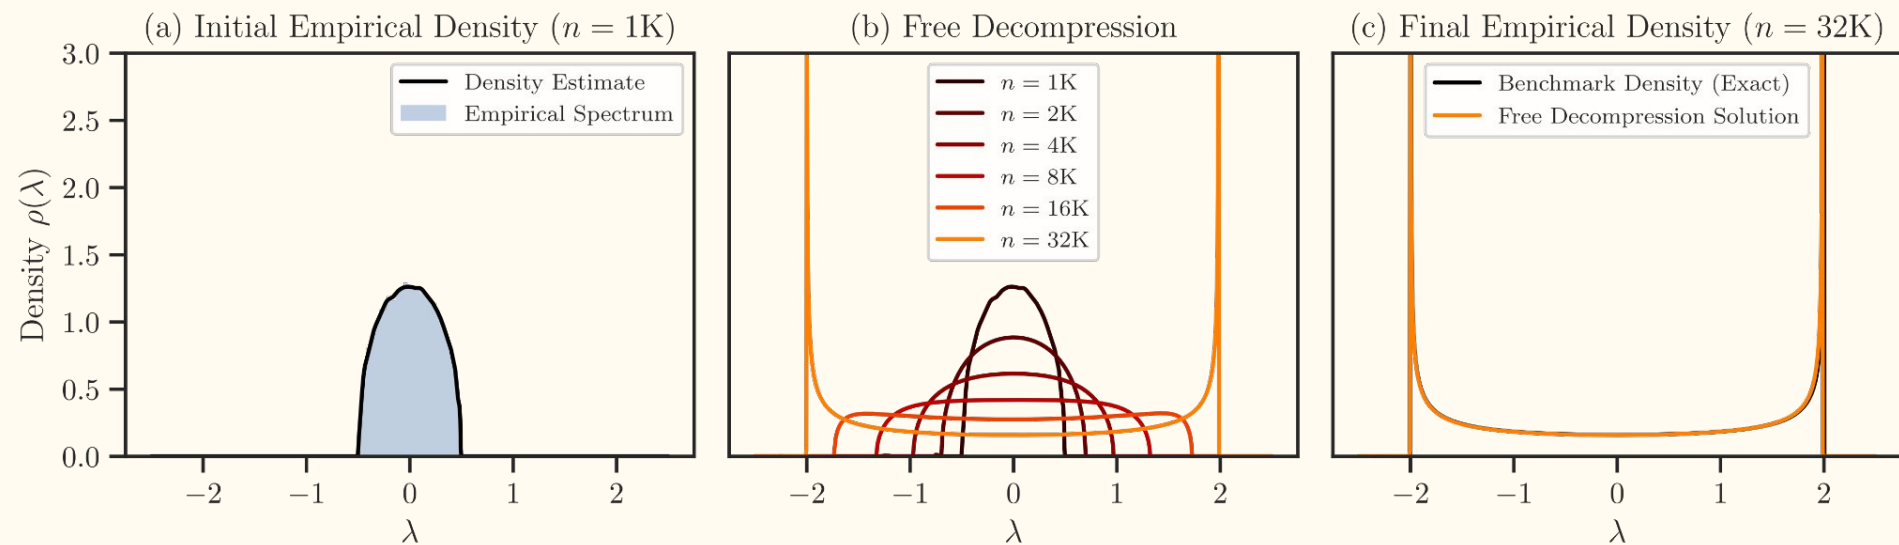 (a) Initial Empirical Density (n = 1K)
Density Estimate
Empirical Spectrum
Density ρ(λ)
3.0
2.5
2.0
1.5
1.0
0.5
0.0
−2 −1 0 1 2
λ
(b) Free Decompression
n = 1K
n = 2K
n = 4K
n = 8K
n = 16K
n = 32K
−2 −1 0 1 2
λ
(c) Final Empirical Density (n = 32K)
Benchmark Density (Exact)
Free Decompression Solution
−2 −1 0 1 2
λ